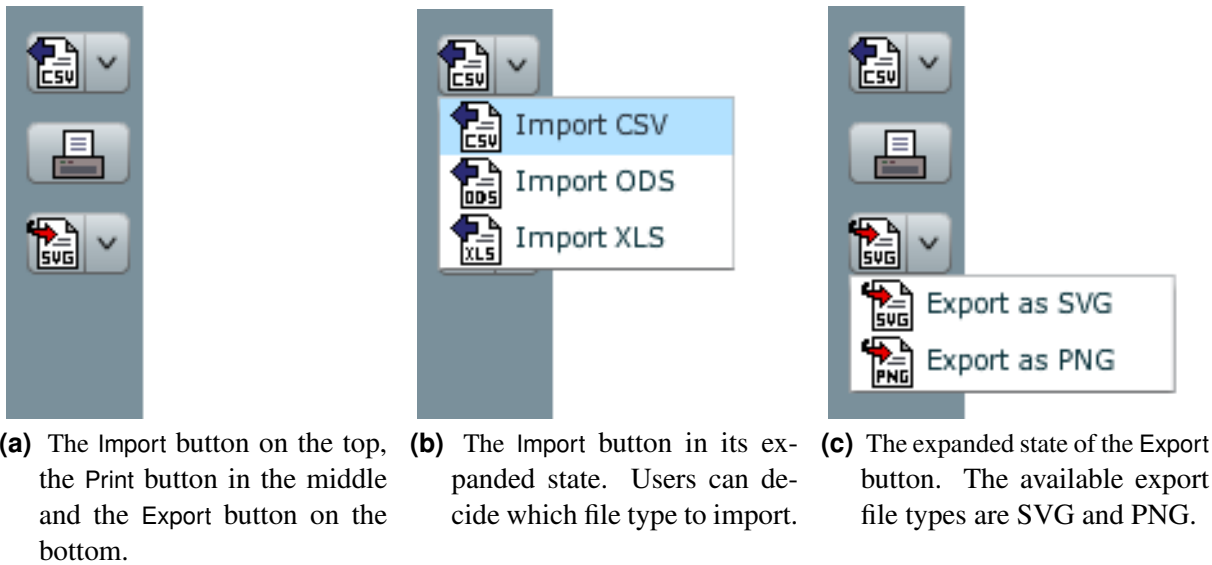 CSV
SVG
CSV
Import CSV
CSV
Import ODS
ODS
Import XLS
XLS
CSV
SVG
Export as SVG
SVG
Export as PNG
PNG
(a) The Import button on the top,
the Print button in the middle
and the Export button on the
bottom.
(b) The Import button in its ex-
panded state. Users can de-
cide which file type to import.
(c) The expanded state of the Export
button. The available export
file types are SVG and PNG.